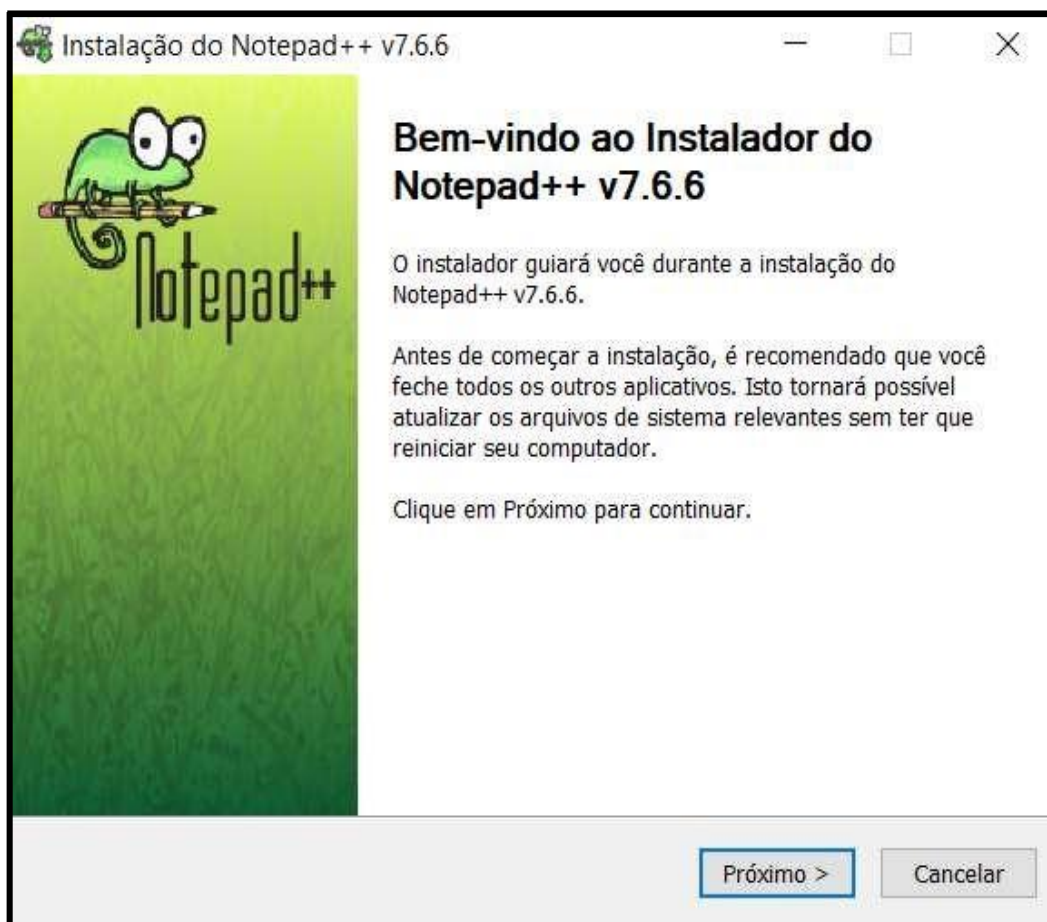 Instalação do Notepad++ v7.6.6
Notepad++
Bem-vindo ao Instalador do
Notepad++ v7.6.6
O instalador guiará você durante a instalação do
Notepad++ v7.6.6.
Antes de começar a instalação, é recomendado que você
feche todos os outros aplicativos. Isto tornará possível
atualizar os arquivos de sistema relevantes sem ter que
reiniciar seu computador.
Clique em Próximo para continuar.
Próximo >
Cancelar